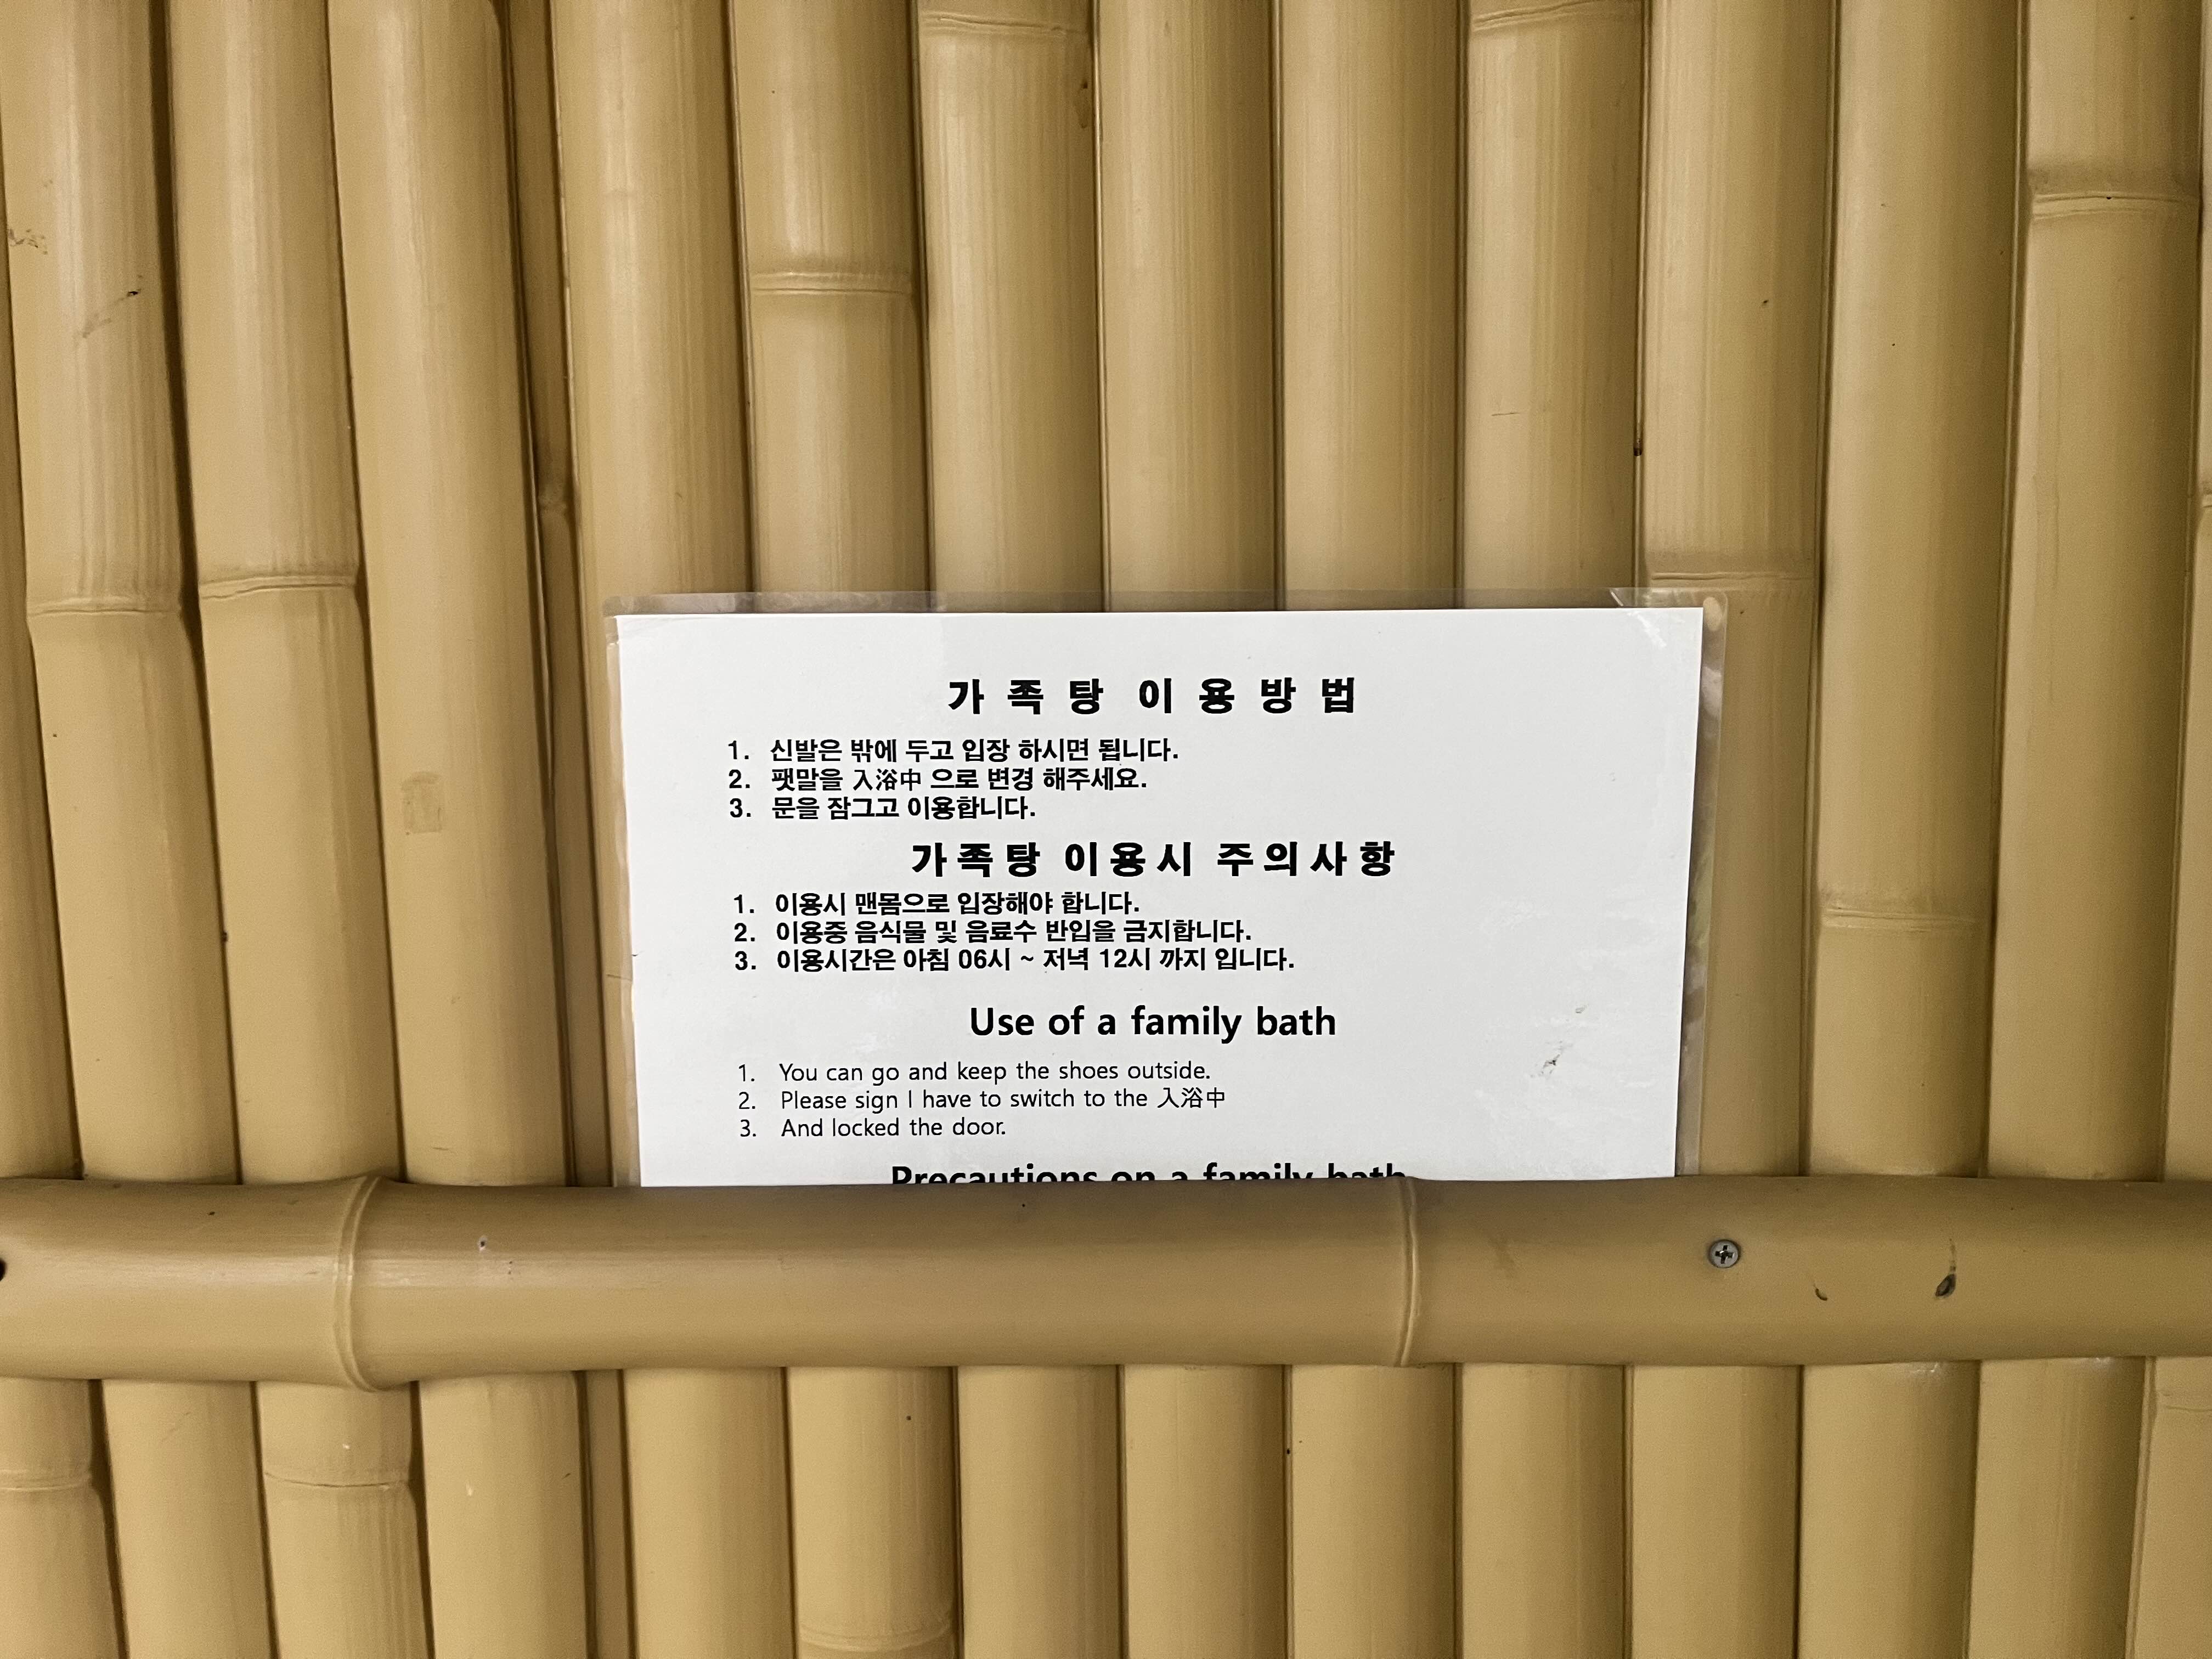 가족탕 이용방법
1. 신발은 밖에 두고 입장 하시면 됩니다.
2. 팻말을 入浴中 으로 변경 해주세요.
3. 문을 잠그고 이용합니다.
가족탕 이용시 주의사항
1. 이용시 맨몸으로 입장해야 합니다.
2. 이용중 음식물 및 음료수 반입을 금지합니다.
3. 이용시간은 아침 06시 ~ 저녁 12시 까지 입니다.
Use of a family bath
1. You can go and keep the shoes outside.
2. Please sign I have to switch to the 入浴中
3. And locked the door.
Precautions on a family bath